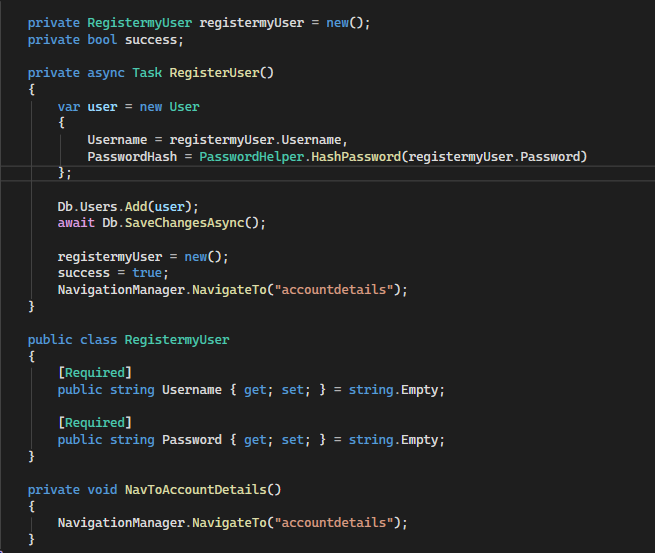 private RegistermyUser registermyUser = new();
private bool success;
private async Task RegisterUser()
{
var user = new User
{
Username = registermyUser.Username,
PasswordHash = PasswordHelper.HashPassword(registermyUser.Password)
};
Db.Users.Add(user);
await Db.SaveChangesAsync();
registermyUser = new();
success = true;
NavigationManager.NavigateTo("accountdetails");
}
public class RegistermyUser
{
[Required]
public string Username { get; set; } = string.Empty;
[Required]
public string Password { get; set; } = string.Empty;
}
private void NavToAccountDetails()
{
NavigationManager.NavigateTo("accountdetails");
}